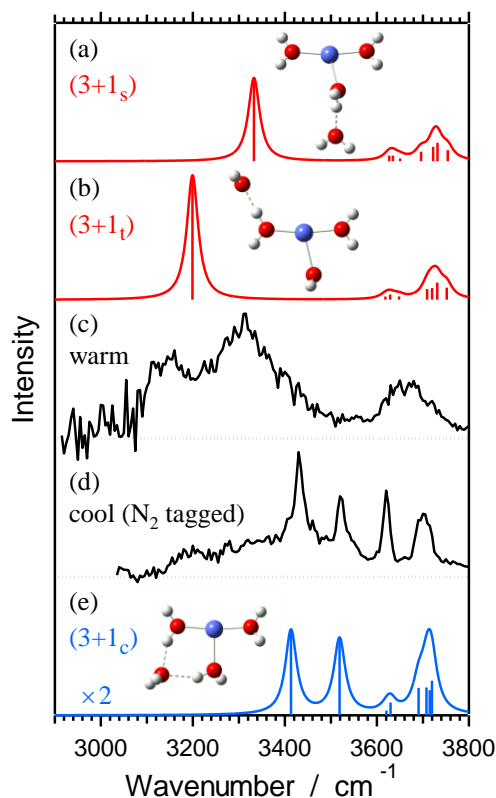 (a)
(3+1s)
(b)
(3+1t)
(c)
warm
(d)
cool (N2 tagged)
(e)
(3+1c)
×2
Intensity
3000 3200 3400 3600 3800
Wavenumber / cm-1